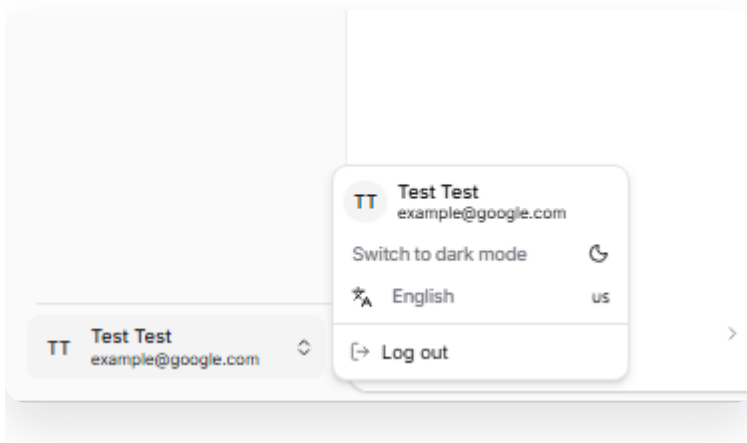 TT
Test Test
example@google.com
Switch to dark mode
English
us
Log out
TT
Test Test
example@google.com